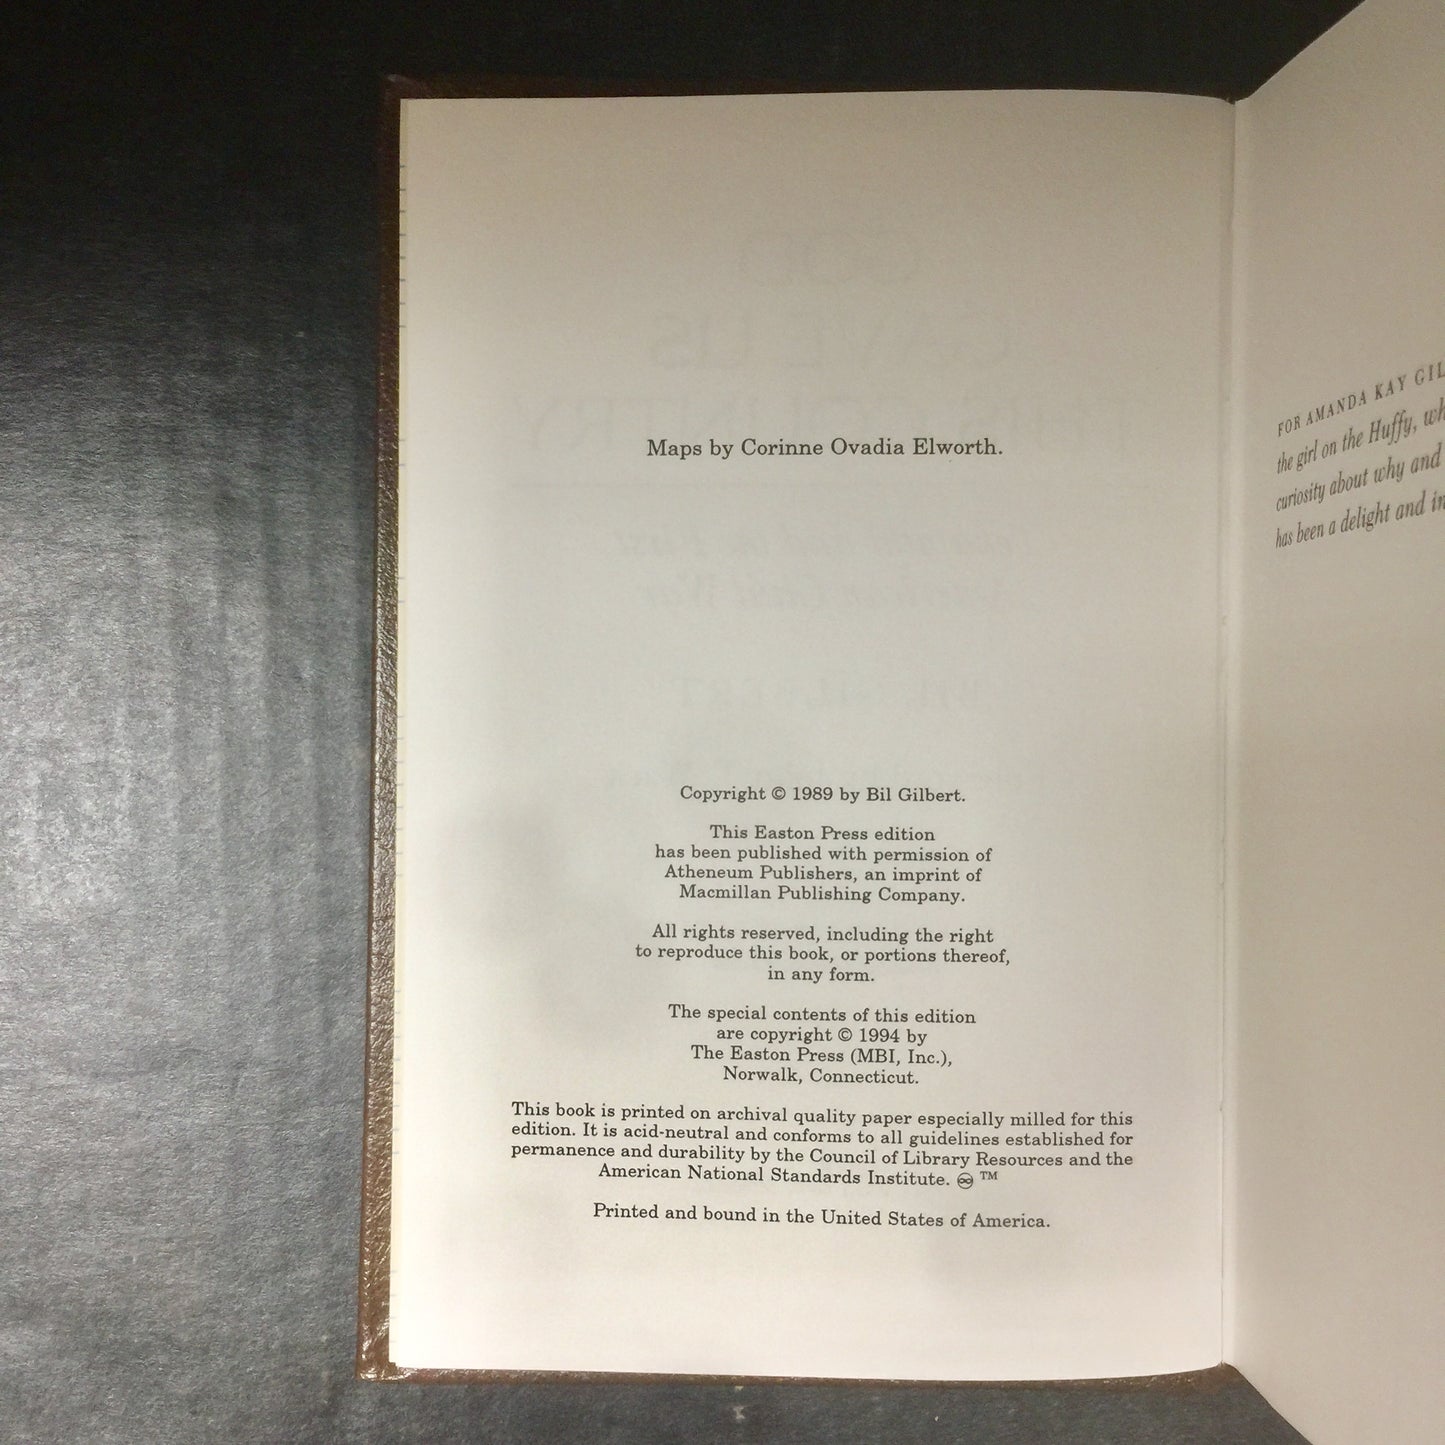 Maps by Corinne Ovadia Elworth.
Copyright © 1989 by Bil Gilbert.
This Easton Press edition
has been published with permission of
Atheneum Publishers, an imprint of
Macmillan Publishing Company.
All rights reserved, including the right
to reproduce this book, or portions thereof,
in any form.
The special contents of this edition
are copyright © 1994 by
The Easton Press (MBI, Inc.),
Norwalk, Connecticut.
This book is printed on archival quality paper especially milled for this
edition. It is acid-neutral and conforms to all guidelines established for
permanence and durability by the Council of Library Resources and the
American National Standards Institute. ♾ ™
Printed and bound in the United States of America.
FOR AMANDA KAY GIL
the girl on the Huffy, wh
curiosity about why and
has been a delight and in